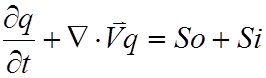 ∂q/∂t + ∇ · V⃗q = So + Si